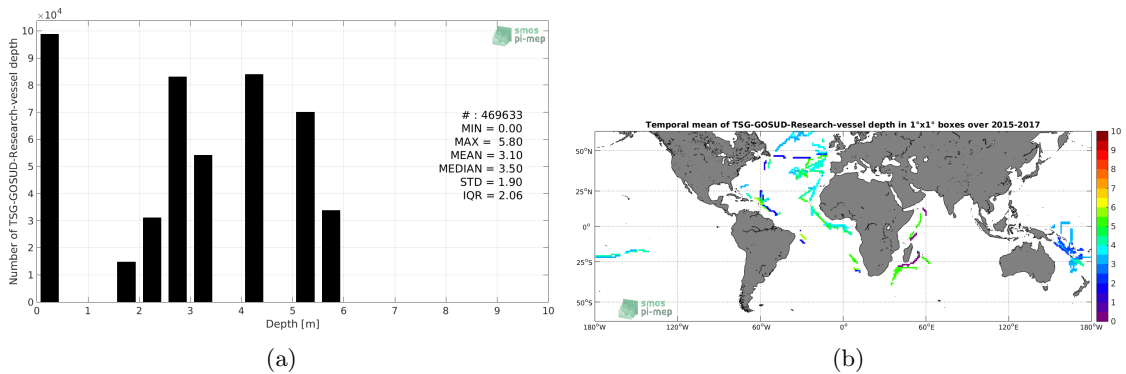 ×10⁴
10
9
8
7
6
5
4
3
2
1
0
Number of TSG-GOSUD-Research-vessel depth
smos
pi-mep
# : 469633
MIN = 0.00
MAX = 5.80
MEAN = 3.10
MEDIAN = 3.50
STD = 1.90
IQR = 2.06
0 1 2 3 4 5 6 7 8 9 10
Depth [m]
(a)
Temporal mean of TSG-GOSUD-Research-vessel depth in 1°x1° boxes over 2015-2017
50°N
25°N
0°
25°S
50°S
smos
pi-mep
180°W 120°W 60°W 0° 60°E 120°E 180°W
10
9
8
7
6
5
4
3
2
1
0
(b)